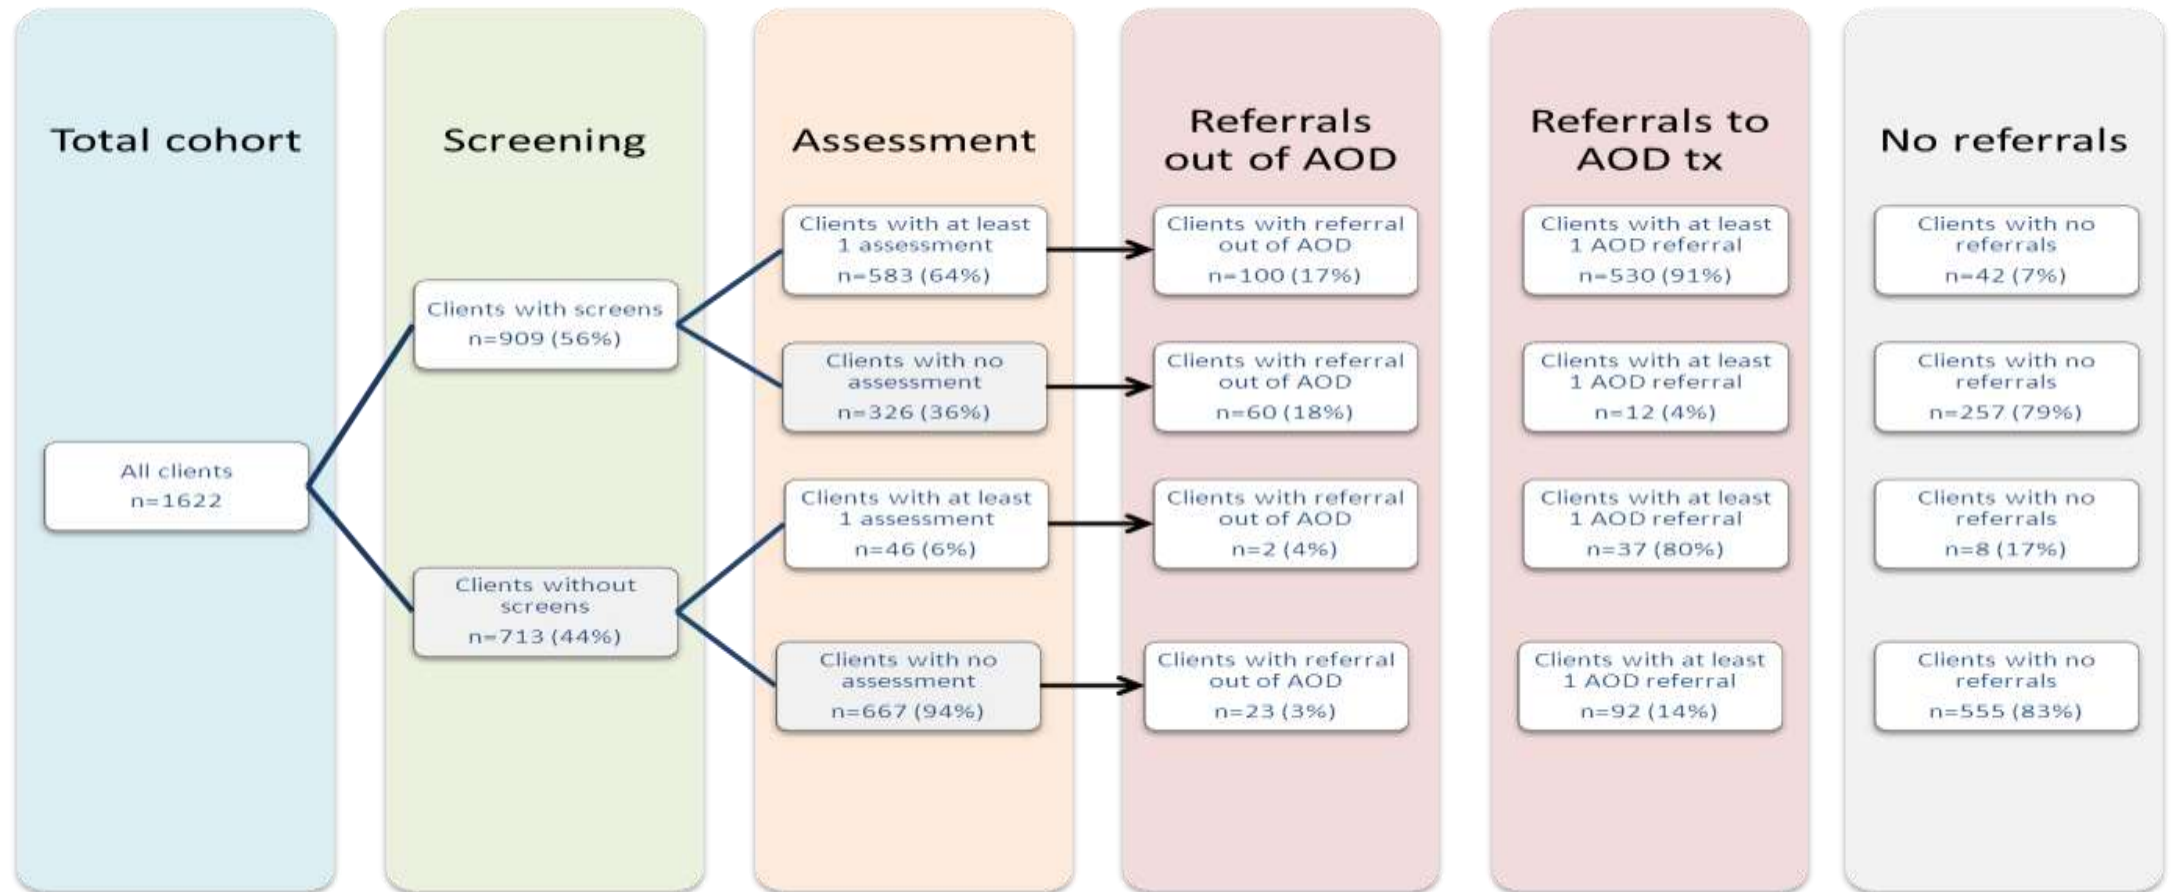 Total cohort
Screening
Assessment
Referrals
out of AOD
Referrals to
AOD tx
No referrals
All clients
n=1622
Clients with screens
n=909 (56%)
Clients without
screens
n=713 (44%)
Clients with at least
1 assessment
n=583 (64%)
Clients with no
assessment
n=326 (36%)
Clients with at least
1 assessment
n=46 (6%)
Clients with no
assessment
n=667 (94%)
Clients with referral
out of AOD
n=100 (17%)
Clients with referral
out of AOD
n=60 (18%)
Clients with referral
out of AOD
n=2 (4%)
Clients with referral
out of AOD
n=23 (3%)
Clients with at least
1 AOD referral
n=530 (91%)
Clients with at least
1 AOD referral
n=12 (4%)
Clients with at least
1 AOD referral
n=37 (80%)
Clients with at least
1 AOD referral
n=92 (14%)
Clients with no
referrals
n=42 (7%)
Clients with no
referrals
n=257 (79%)
Clients with no
referrals
n=8 (17%)
Clients with no
referrals
n=555 (83%)